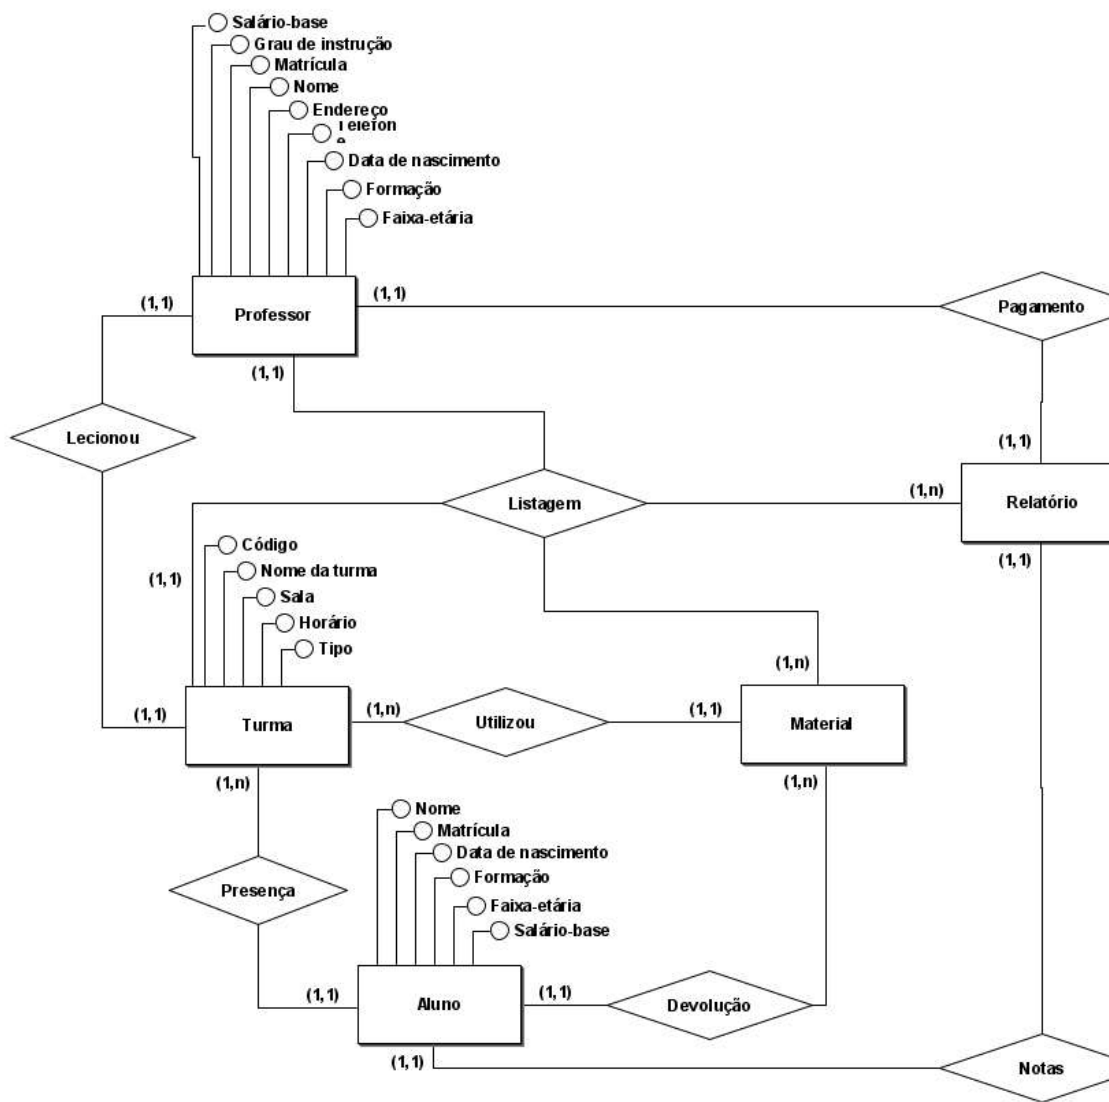 Salário-base
Grau de instrução
Matrícula
Nome
Endereço
Telefon
e
Data de nascimento
Formação
Faixa-etária
(1,1)
Professor
(1,1)
Pagamento
(1,1)
Lecionou
(1,1)
Listagem
(1,n)
Relatório
(1,1)
Código
(1,1)
Nome da turma
Sala
Horário
Tipo
(1,n)
(1,1)
Turma
(1,n)
Utilizou
(1,1)
Material
(1,n)
(1,n)
Nome
Matrícula
Data de nascimento
Formação
Presença
Faixa-etária
Salário-base
(1,1)
Aluno
(1,1)
Devolução
(1,1)
Notas